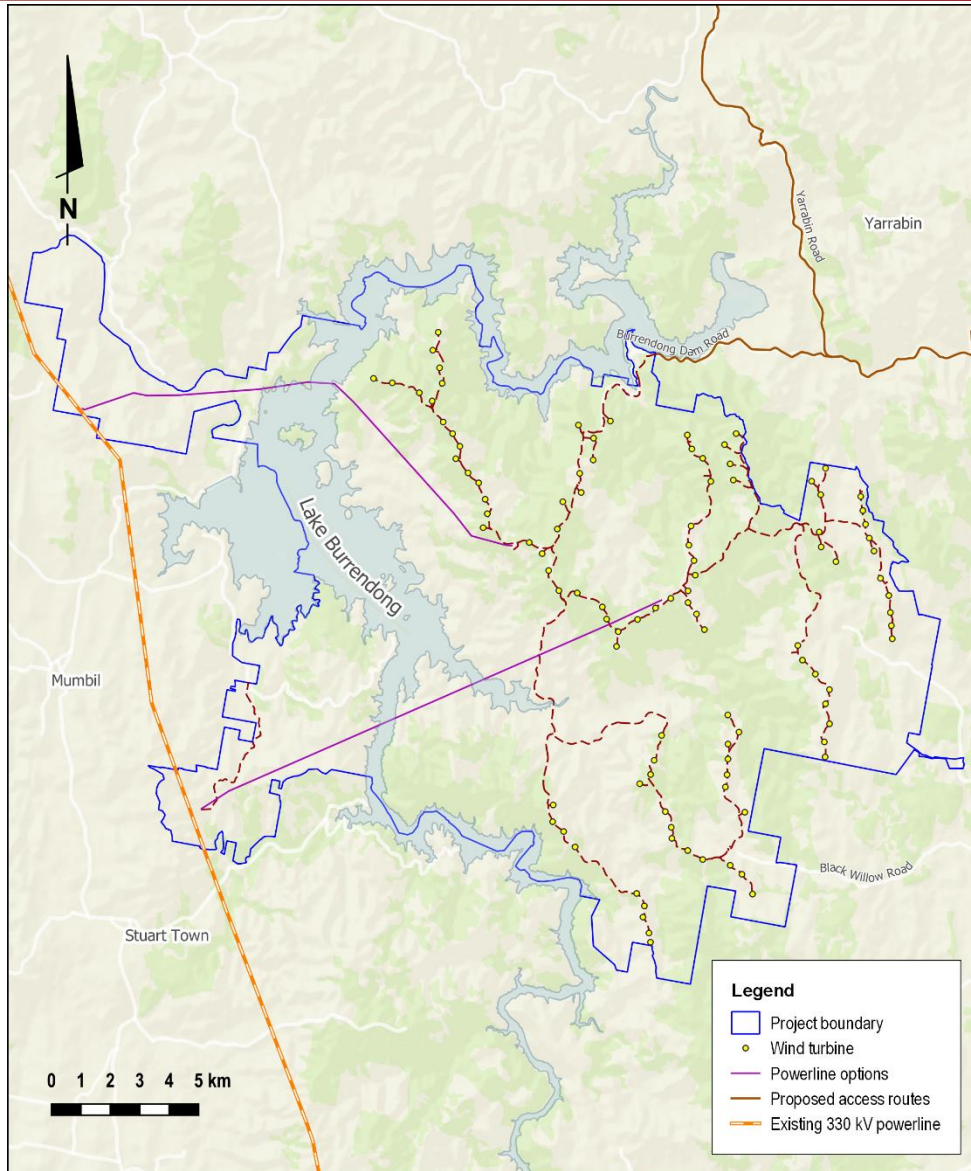 N
Yarrabin Road
Yarrabin
Burrendong Dam Road
Lake Burrendong
Mumbil
Stuart Town
Black Willow Road
0 1 2 3 4 5 km
Legend
Project boundary
Wind turbine
Powerline options
Proposed access routes
Existing 330 kV powerline